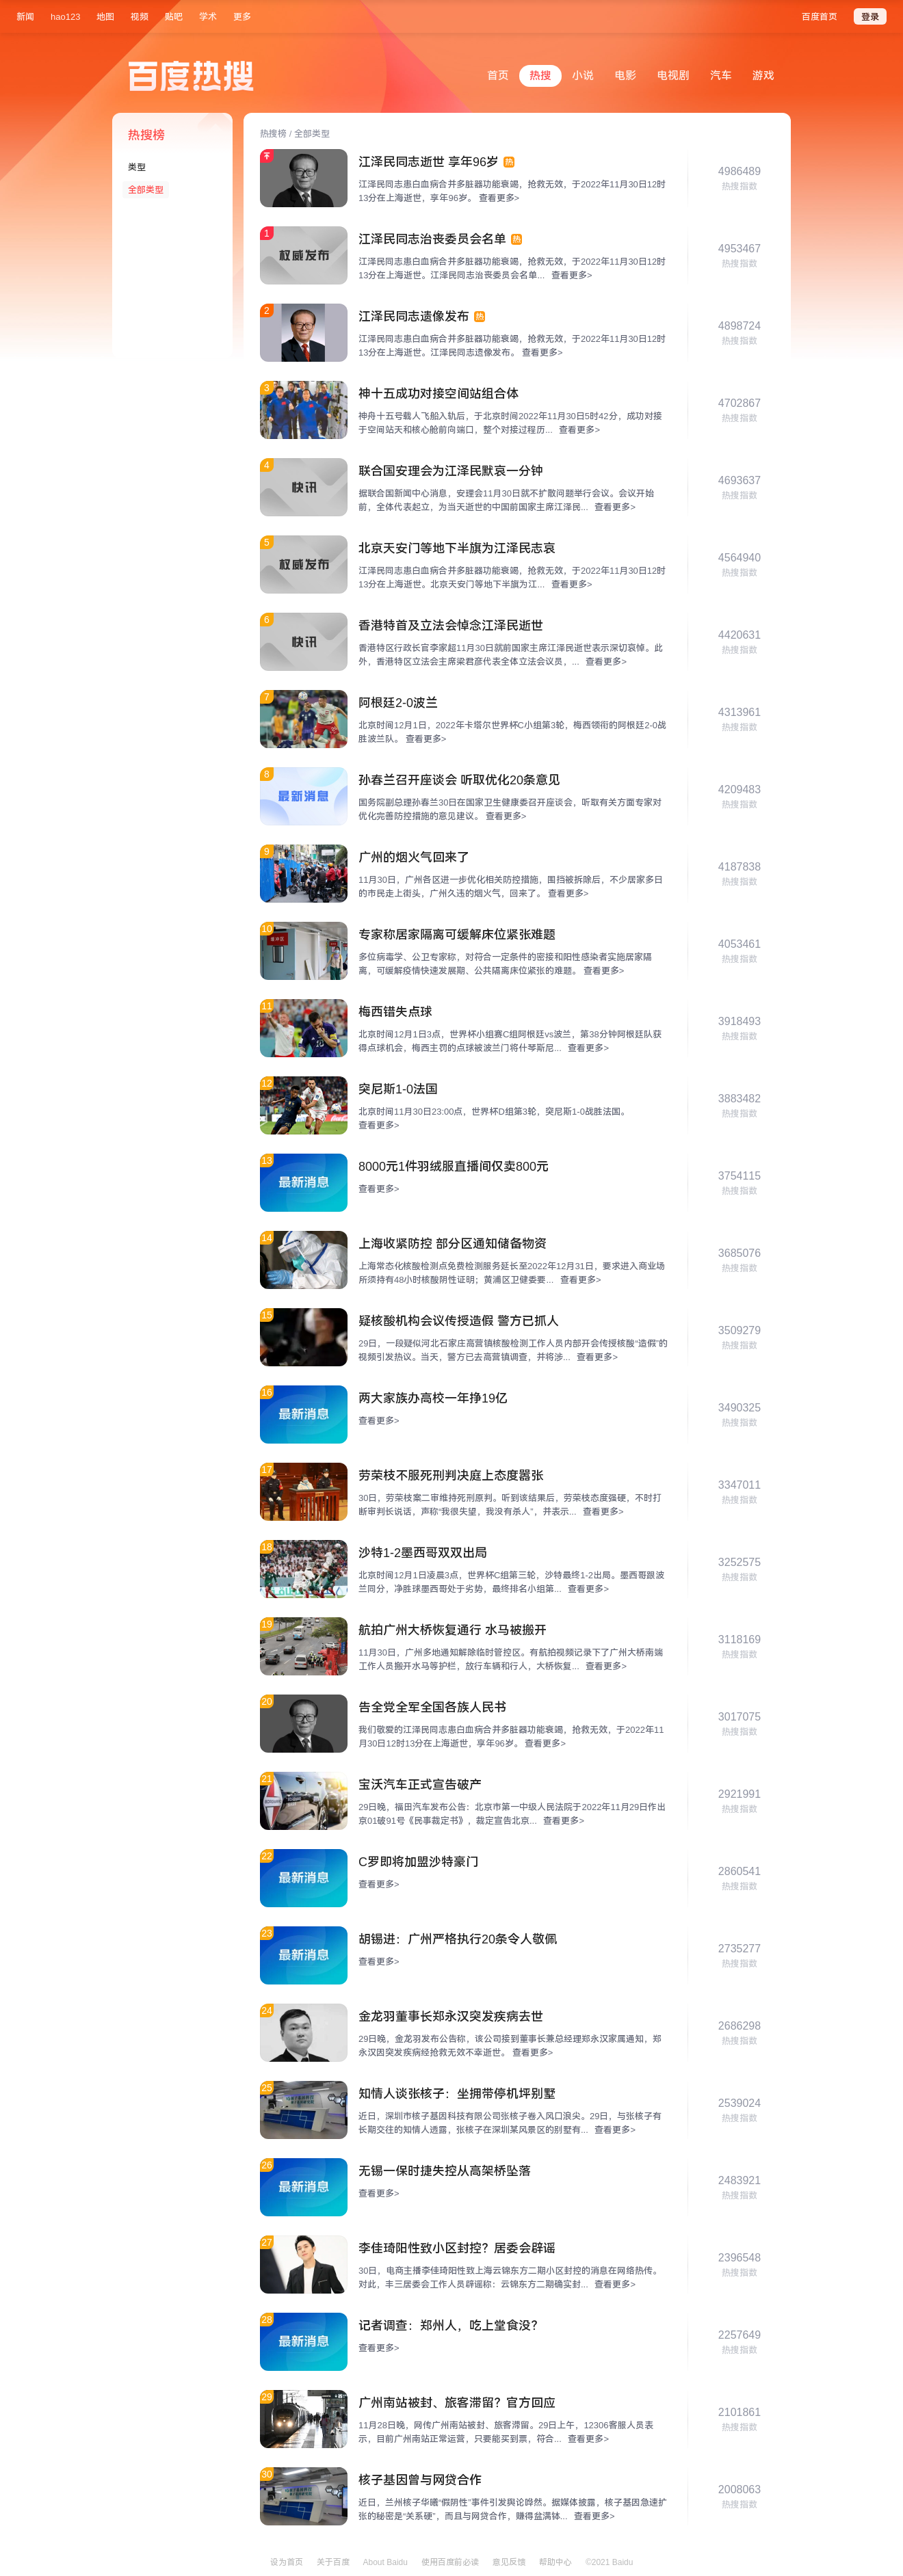 新闻 hao123 地图 视频 贴吧 学术 更多 百度首页 登录
百度热搜
首页 热搜 小说 电影 电视剧 汽车 游戏
热搜榜
类型
全部类型
热搜榜 / 全部类型
江泽民同志逝世 享年96岁 热
江泽民同志患白血病合并多脏器功能衰竭，抢救无效，于2022年11月30日12时
13分在上海逝世，享年96岁。 查看更多>
4986489
热搜指数
1
权威发布
江泽民同志治丧委员会名单 热
江泽民同志患白血病合并多脏器功能衰竭，抢救无效，于2022年11月30日12时
13分在上海逝世。江泽民同志治丧委员会名单... 查看更多>
4953467
热搜指数
2
江泽民同志遗像发布 热
江泽民同志患白血病合并多脏器功能衰竭，抢救无效，于2022年11月30日12时
13分在上海逝世。江泽民同志遗像发布。 查看更多>
4898724
热搜指数
3
神十五成功对接空间站组合体
神舟十五号载人飞船入轨后，于北京时间2022年11月30日5时42分，成功对接
于空间站天和核心舱前向端口，整个对接过程历... 查看更多>
4702867
热搜指数
4
快讯
联合国安理会为江泽民默哀一分钟
据联合国新闻中心消息，安理会11月30日就不扩散问题举行会议。会议开始
前，全体代表起立，为当天逝世的中国前国家主席江泽民... 查看更多>
4693637
热搜指数
5
权威发布
北京天安门等地下半旗为江泽民志哀
江泽民同志患白血病合并多脏器功能衰竭，抢救无效，于2022年11月30日12时
13分在上海逝世。北京天安门等地下半旗为江... 查看更多>
4564940
热搜指数
6
快讯
香港特首及立法会悼念江泽民逝世
香港特区行政长官李家超11月30日就前国家主席江泽民逝世表示深切哀悼。此
外，香港特区立法会主席梁君彦代表全体立法会议员，... 查看更多>
4420631
热搜指数
7
阿根廷2-0波兰
北京时间12月1日，2022年卡塔尔世界杯C小组第3轮，梅西领衔的阿根廷2-0战
胜波兰队。 查看更多>
4313961
热搜指数
8
最新消息
孙春兰召开座谈会 听取优化20条意见
国务院副总理孙春兰30日在国家卫生健康委召开座谈会，听取有关方面专家对
优化完善防控措施的意见建议。 查看更多>
4209483
热搜指数
9
广州的烟火气回来了
11月30日，广州各区进一步优化相关防控措施，围挡被拆除后，不少居家多日
的市民走上街头，广州久违的烟火气，回来了。 查看更多>
4187838
热搜指数
10
专家称居家隔离可缓解床位紧张难题
多位病毒学、公卫专家称，对符合一定条件的密接和阳性感染者实施居家隔
离，可缓解疫情快速发展期、公共隔离床位紧张的难题。 查看更多>
4053461
热搜指数
11
梅西错失点球
北京时间12月1日3点，世界杯小组赛C组阿根廷vs波兰，第38分钟阿根廷队获
得点球机会，梅西主罚的点球被波兰门将什琴斯尼... 查看更多>
3918493
热搜指数
12
突尼斯1-0法国
北京时间11月30日23:00点，世界杯D组第3轮，突尼斯1-0战胜法国。
查看更多>
3883482
热搜指数
13
最新消息
8000元1件羽绒服直播间仅卖800元
查看更多>
3754115
热搜指数
14
上海收紧防控 部分区通知储备物资
上海常态化核酸检测点免费检测服务延长至2022年12月31日，要求进入商业场
所须持有48小时核酸阴性证明；黄浦区卫健委要... 查看更多>
3685076
热搜指数
15
疑核酸机构会议传授造假 警方已抓人
29日，一段疑似河北石家庄高营镇核酸检测工作人员内部开会传授核酸“造假”的
视频引发热议。当天，警方已去高营镇调查，并将涉... 查看更多>
3509279
热搜指数
16
最新消息
两大家族办高校一年挣19亿
查看更多>
3490325
热搜指数
17
劳荣枝不服死刑判决庭上态度嚣张
30日，劳荣枝案二审维持死刑原判。听到该结果后，劳荣枝态度强硬，不时打
断审判长说话，声称“我很失望，我没有杀人”，并表示... 查看更多>
3347011
热搜指数
18
沙特1-2墨西哥双双出局
北京时间12月1日凌晨3点，世界杯C组第三轮，沙特最终1-2出局。墨西哥跟波
兰同分，净胜球墨西哥处于劣势，最终排名小组第... 查看更多>
3252575
热搜指数
19
航拍广州大桥恢复通行 水马被搬开
11月30日，广州多地通知解除临时管控区。有航拍视频记录下了广州大桥南端
工作人员搬开水马等护栏，放行车辆和行人，大桥恢复... 查看更多>
3118169
热搜指数
20
告全党全军全国各族人民书
我们敬爱的江泽民同志患白血病合并多脏器功能衰竭，抢救无效，于2022年11
月30日12时13分在上海逝世，享年96岁。 查看更多>
3017075
热搜指数
21
宝沃汽车正式宣告破产
29日晚，福田汽车发布公告：北京市第一中级人民法院于2022年11月29日作出
京01破91号《民事裁定书》，裁定宣告北京... 查看更多>
2921991
热搜指数
22
最新消息
C罗即将加盟沙特豪门
查看更多>
2860541
热搜指数
23
最新消息
胡锡进：广州严格执行20条令人敬佩
查看更多>
2735277
热搜指数
24
金龙羽董事长郑永汉突发疾病去世
29日晚，金龙羽发布公告称，该公司接到董事长兼总经理郑永汉家属通知，郑
永汉因突发疾病经抢救无效不幸逝世。 查看更多>
2686298
热搜指数
25
知情人谈张核子：坐拥带停机坪别墅
近日，深圳市核子基因科技有限公司张核子卷入风口浪尖。29日，与张核子有
长期交往的知情人透露，张核子在深圳某风景区的别墅有... 查看更多>
2539024
热搜指数
26
最新消息
无锡一保时捷失控从高架桥坠落
查看更多>
2483921
热搜指数
27
李佳琦阳性致小区封控？居委会辟谣
30日，电商主播李佳琦阳性致上海云锦东方二期小区封控的消息在网络热传。
对此，丰三居委会工作人员辟谣称：云锦东方二期确实封... 查看更多>
2396548
热搜指数
28
最新消息
记者调查：郑州人，吃上堂食没？
查看更多>
2257649
热搜指数
29
广州南站被封、旅客滞留？官方回应
11月28日晚，网传广州南站被封、旅客滞留。29日上午，12306客服人员表
示，目前广州南站正常运营，只要能买到票，符合... 查看更多>
2101861
热搜指数
30
核子基因曾与网贷合作
近日，兰州核子华曦“假阴性”事件引发舆论哗然。据媒体披露，核子基因急速扩
张的秘密是“关系硬”，而且与网贷合作，赚得盆满钵... 查看更多>
2008063
热搜指数
设为首页 关于百度 About Baidu 使用百度前必读 意见反馈 帮助中心 ©2021 Baidu